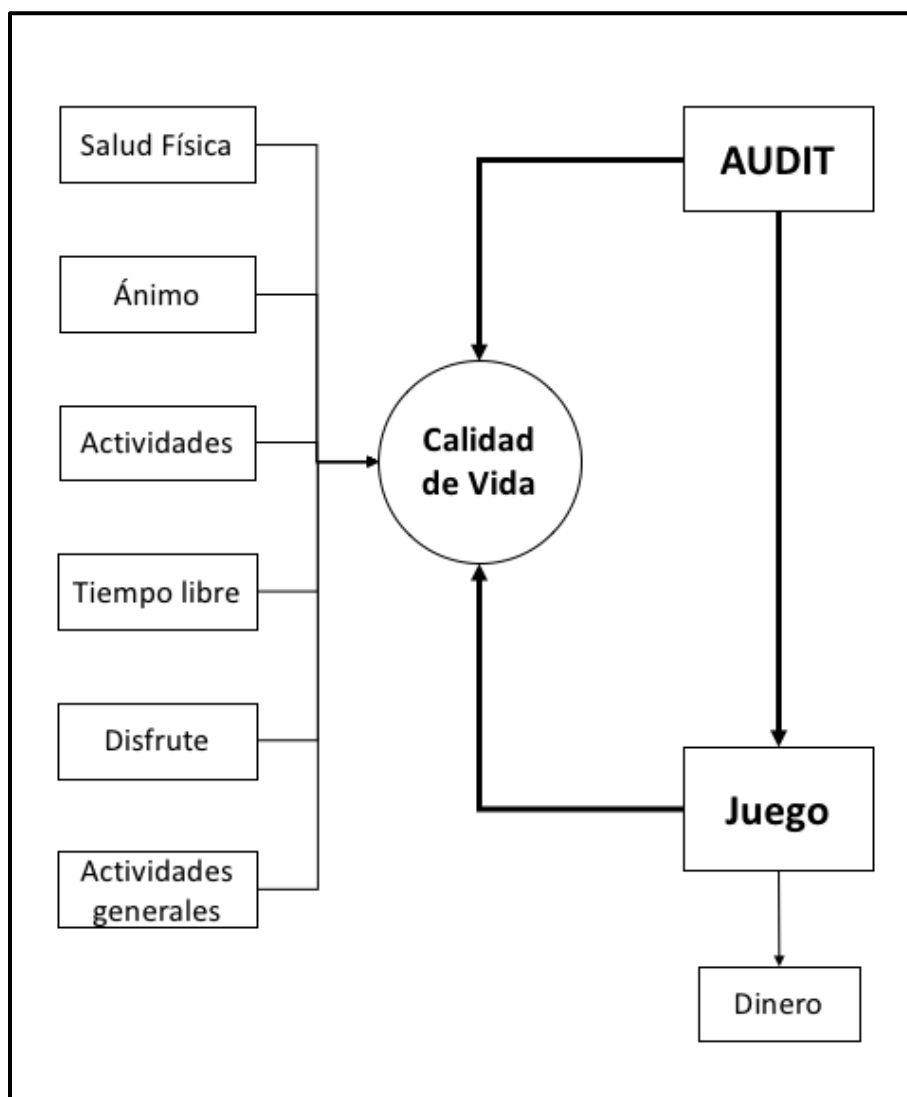 Salud Física
Ánimo
Actividades
Tiempo libre
Disfrute
Actividades
generales
Calidad
de Vida
AUDIT
Juego
Dinero